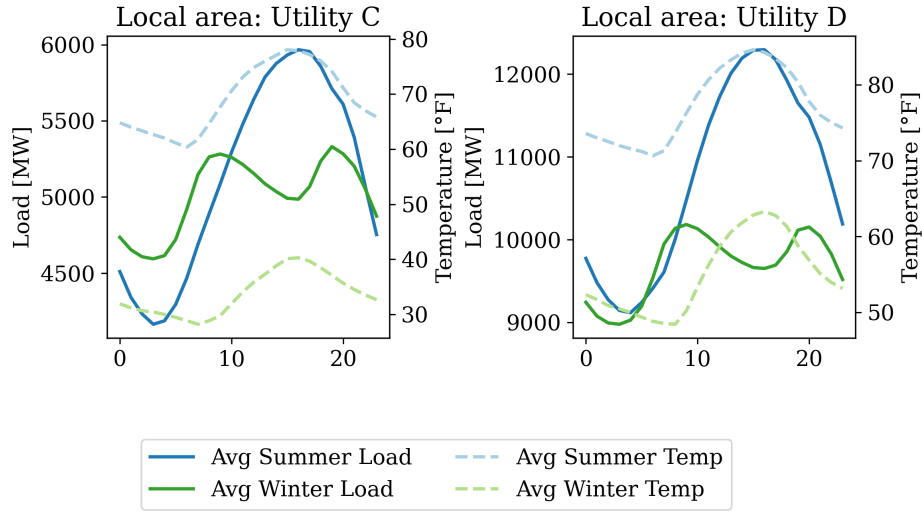 Local area: Utility C
Load [MW]
6000
5500
5000
4500
80
70
60
50
40
30
Temperature [°F]
0
10
20
Local area: Utility D
Load [MW]
12000
11000
10000
9000
80
70
60
50
Temperature [°F]
0
10
20
Avg Summer Load
Avg Winter Load
Avg Summer Temp
Avg Winter Temp